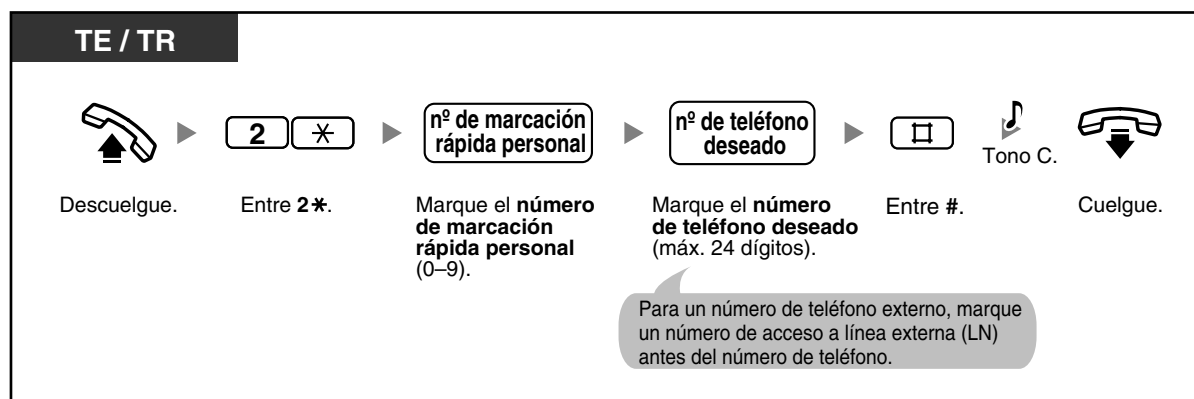 TE / TR
2
nº de marcación
rápida personal
nº de teléfono
deseado
Tono C.
Descuelgue.
Entre 2*.
Marque el número
de marcación
rápida personal
(0–9).
Marque el número
de teléfono deseado
(máx. 24 dígitos).
Entre #.
Cuelgue.
Para un número de teléfono externo, marque
un número de acceso a línea externa (LN)
antes del número de teléfono.